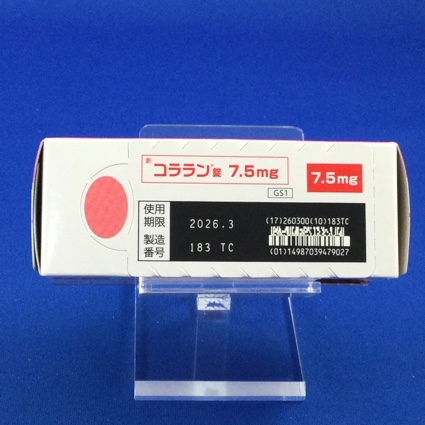 劇 コララン®錠 7.5mg
7.5mg
GS1
使用
期限
2026.3
(17)260300(10)183TC
製造
番号
183 TC
(01)14987039479027